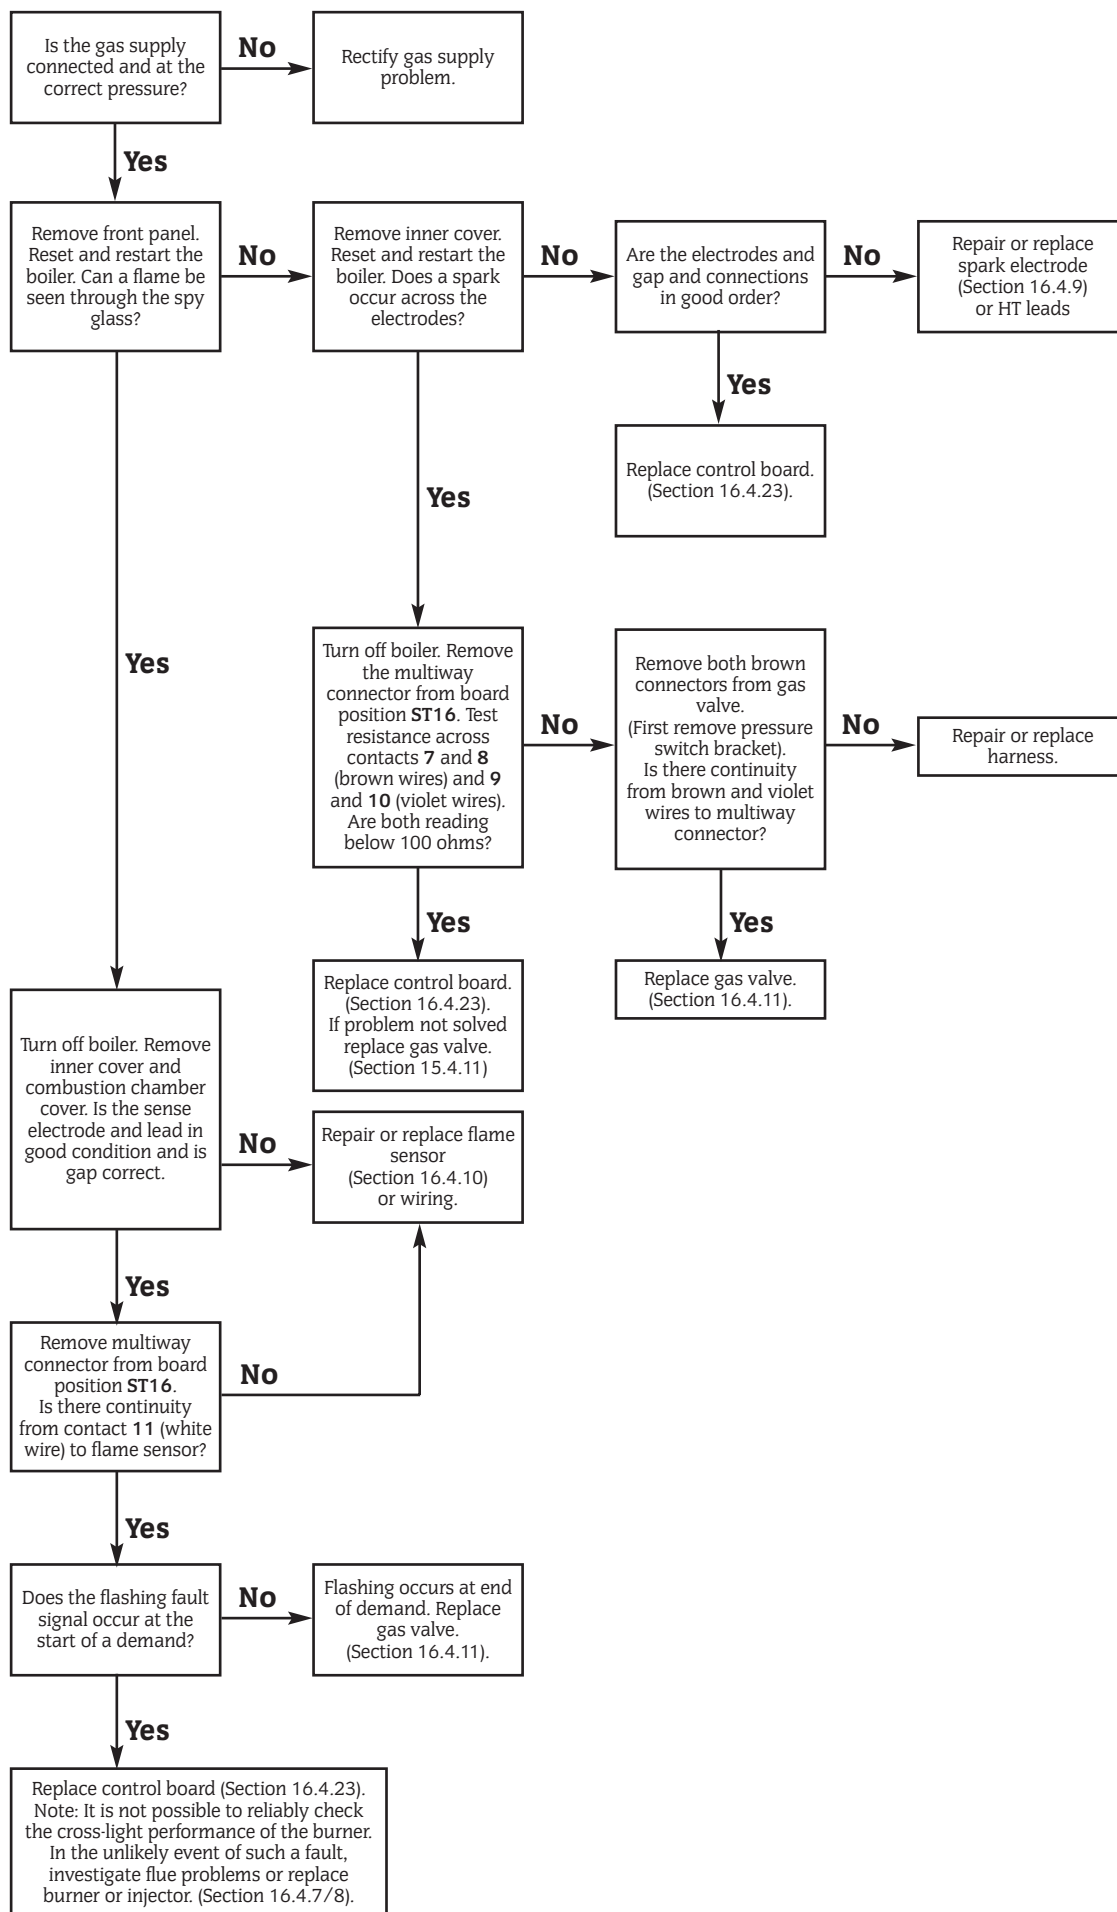 Is the gas supply
connected and at the
correct pressure?
No
Rectify gas supply
problem.
Yes
Remove front panel.
Reset and restart the
boiler. Can a flame be
seen through the spy
glass?
No
Remove inner cover.
Reset and restart the
boiler. Does a spark
occur across the
electrodes?
No
Are the electrodes and
gap and connections
in good order?
No
Repair or replace
spark electrode
(Section 16.4.9)
or HT leads
Yes
Replace control board.
(Section 16.4.23).
Yes
Yes
Turn off boiler. Remove
the multiway
connector from board
position ST16. Test
resistance across
contacts 7 and 8
(brown wires) and 9
and 10 (violet wires).
Are both reading
below 100 ohms?
No
Remove both brown
connectors from gas
valve.
(First remove pressure
switch bracket).
Is there continuity
from brown and violet
wires to multiway
connector?
No
Repair or replace
harness.
Yes
Yes
Replace control board.
(Section 16.4.23).
If problem not solved
replace gas valve.
(Section 15.4.11)
Replace gas valve.
(Section 16.4.11).
Turn off boiler. Remove
inner cover and
combustion chamber
cover. Is the sense
electrode and lead in
good condition and is
gap correct.
No
Repair or replace flame
sensor
(Section 16.4.10)
or wiring.
Yes
Remove multiway
connector from board
position ST16.
Is there continuity
from contact 11 (white
wire) to flame sensor?
No
Yes
Does the flashing fault
signal occur at the
start of a demand?
No
Flashing occurs at end
of demand. Replace
gas valve.
(Section 16.4.11).
Yes
Replace control board (Section 16.4.23).
Note: It is not possible to reliably check
the cross-light performance of the burner.
In the unlikely event of such a fault,
investigate flue problems or replace
burner or injector. (Section 16.4.7/8).